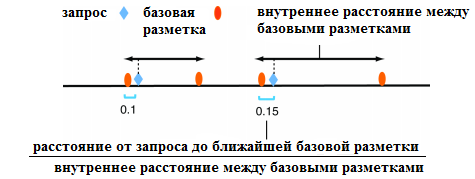 запрос
базовая
разметка
внутреннее расстояние между
базовыми разметками
0.1
0.15
расстояние от запроса до ближайшей базовой разметки
внутреннее расстояние между базовыми разметками